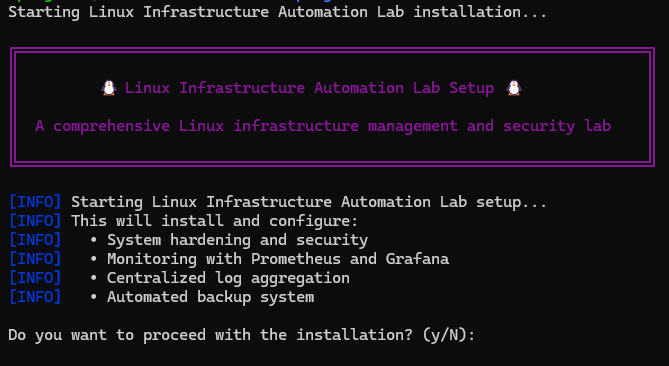 Starting Linux Infrastructure Automation Lab installation...
🐧 Linux Infrastructure Automation Lab Setup 🐧
A comprehensive Linux infrastructure management and security lab
[INFO] Starting Linux Infrastructure Automation Lab setup...
[INFO] This will install and configure:
[INFO]   • System hardening and security
[INFO]   • Monitoring with Prometheus and Grafana
[INFO]   • Centralized log aggregation
[INFO]   • Automated backup system
Do you want to proceed with the installation? (y/N):